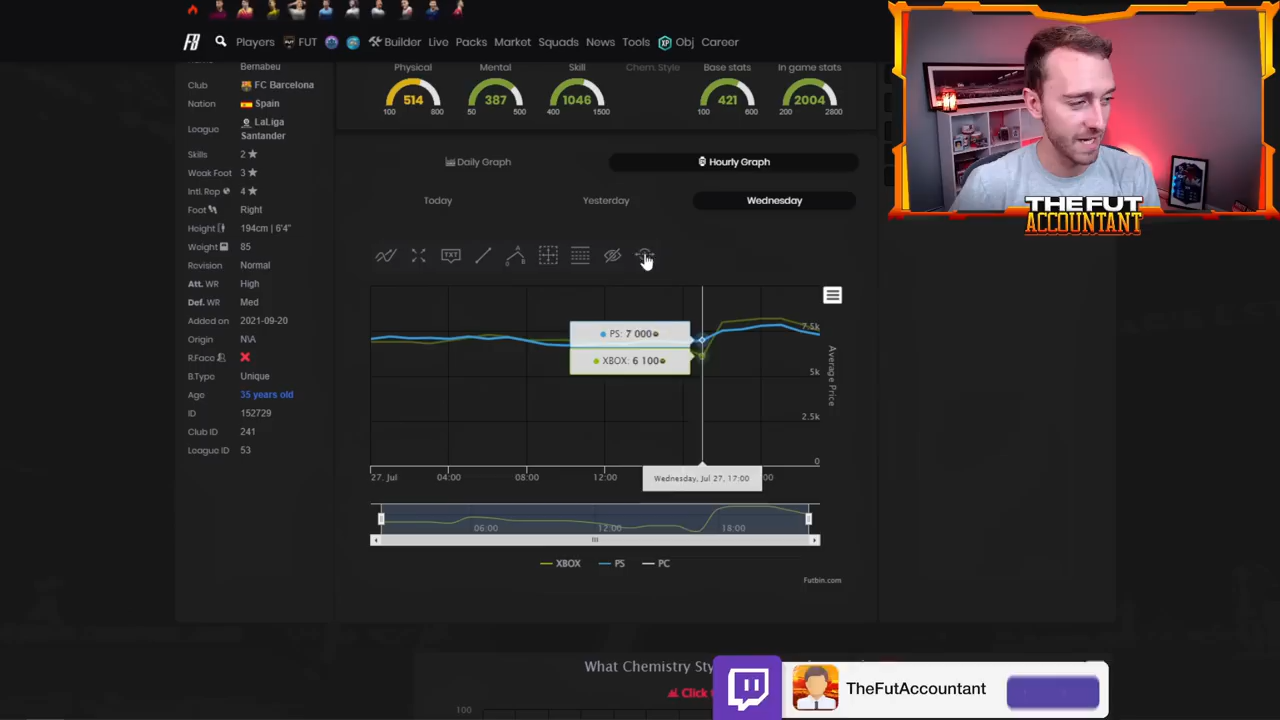 F8 Players FUT Builder Live Packs Market Squads News Tools XP Obj Career
Bernabeu
Club FC Barcelona
Nation Spain
League LaLiga
Santander
Skills 2
Weak Foot 3
Intl. Rep 4
Foot Right
Height 194cm | 6'4"
Weight 85
Revision Normal
Att. WR High
Def. WR Med
Added on 2021-09-20
Origin N\A
R.Face
B.Type Unique
Age 35 years old
ID 152729
Club ID 241
League ID 53
Physical Mental Skill Chem. Style Base stats In game stats
514 387 1046 421 2004
100 800 50 500 400 1500 100 600 200 2800
Daily Graph Hourly Graph
Today Yesterday Wednesday
TXT
PS: 7 000
XBOX: 6 100
7.5k
5k
2.5k
0
Average Price
27. Jul 04:00 08:00 12:00 :00
Wednesday, Jul 27, 17:00
06:00 12:00 18:00
XBOX PS PC
Futbin.com
What Chemistry Sty
Click t
100
THE FUT
ACCOUNTANT
TheFutAccountant